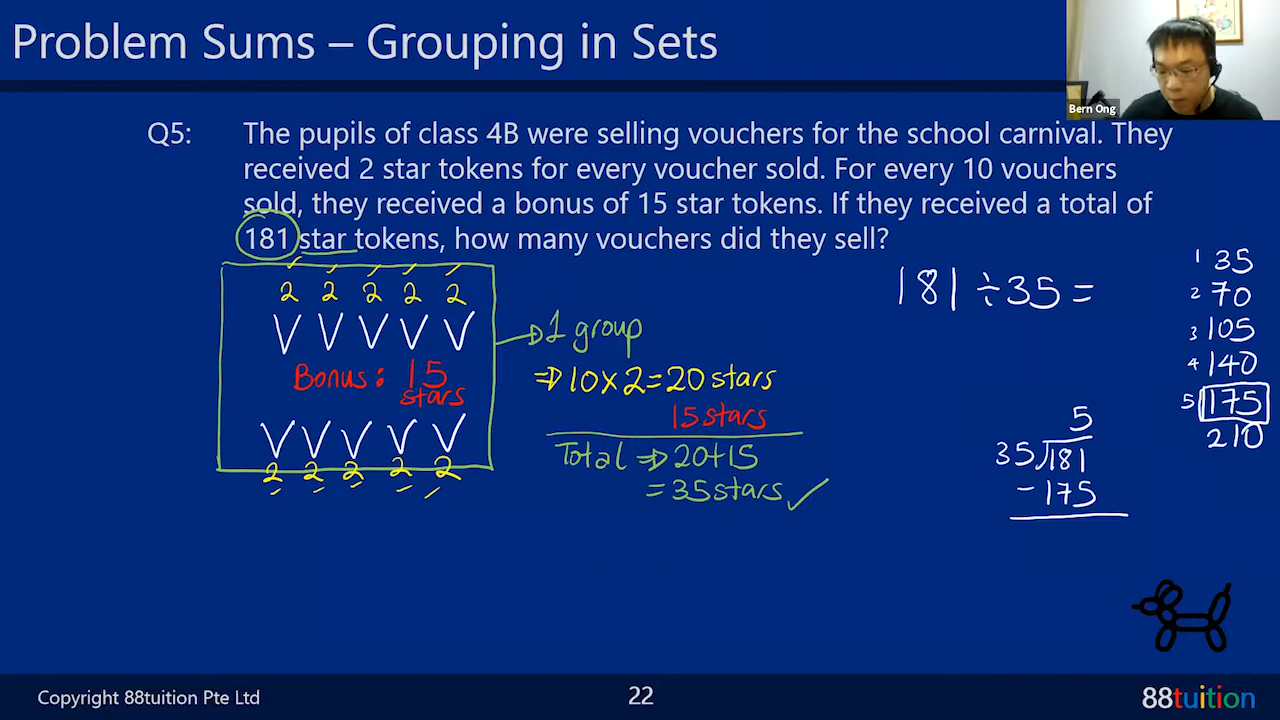 Problem Sums – Grouping in Sets
Bern Ong
Q5: The pupils of class 4B were selling vouchers for the school carnival. They
received 2 star tokens for every voucher sold. For every 10 vouchers
sold, they received a bonus of 15 star tokens. If they received a total of
181 star tokens, how many vouchers did they sell?
2 2 2 2 2
V V V V V
Bonus: 15
stars
V V V V V
2 2 2 2 2
→ 1 group
⇒ 10 × 2 = 20 stars
15 stars
Total ⇒ 20+15
= 35 stars ✓
181 ÷ 35 =
5
35)181
- 175
1 35
2 70
3 105
4 140
5 175
210
Copyright 88tuition Pte Ltd
22
88tuition